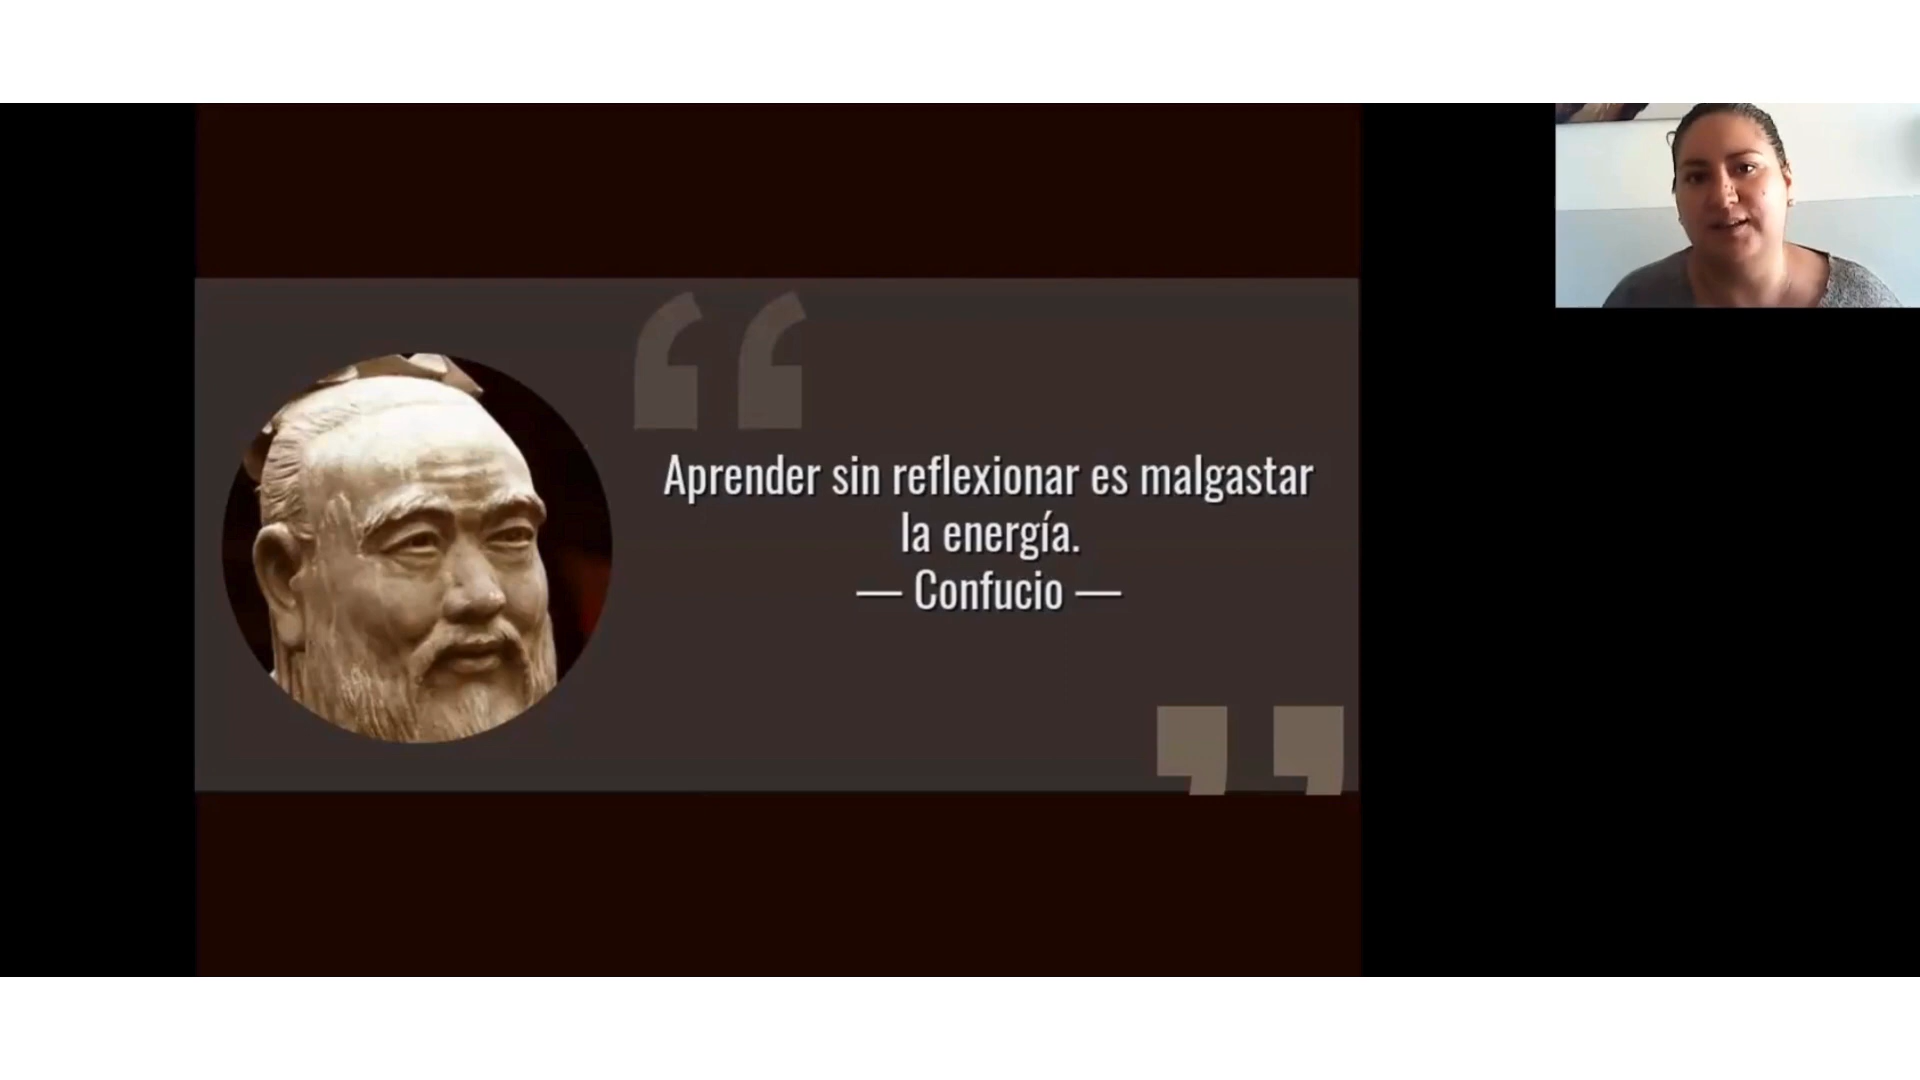 Aprender sin reflexionar es malgastar
la energía.
— Confucio —